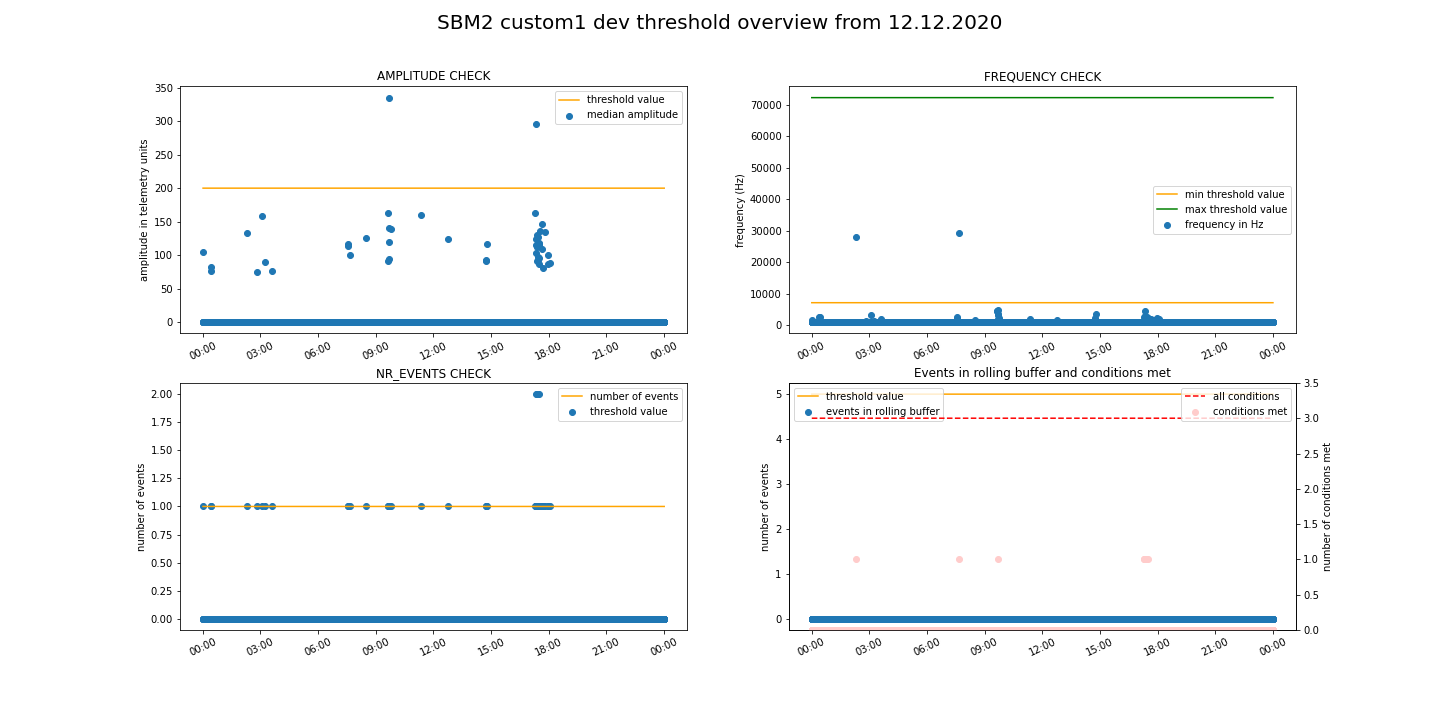 SBM2 custom1 dev threshold overview from 12.12.2020
AMPLITUDE CHECK
amplitude in telemetry units
350
300
250
200
150
100
50
0
threshold value
median amplitude
00:00 03:00 06:00 09:00 12:00 15:00 18:00 21:00 00:00
FREQUENCY CHECK
frequency (Hz)
70000
60000
50000
40000
30000
20000
10000
0
min threshold value
max threshold value
frequency in Hz
00:00 03:00 06:00 09:00 12:00 15:00 18:00 21:00 00:00
NR_EVENTS CHECK
number of events
2.00
1.75
1.50
1.25
1.00
0.75
0.50
0.25
0.00
number of events
threshold value
00:00 03:00 06:00 09:00 12:00 15:00 18:00 21:00 00:00
Events in rolling buffer and conditions met
number of events
5
4
3
2
1
0
threshold value
events in rolling buffer
all conditions
conditions met
3.5
3.0
2.5
2.0
1.5
1.0
0.5
0.0
number of conditions met
00:00 03:00 06:00 09:00 12:00 15:00 18:00 21:00 00:00